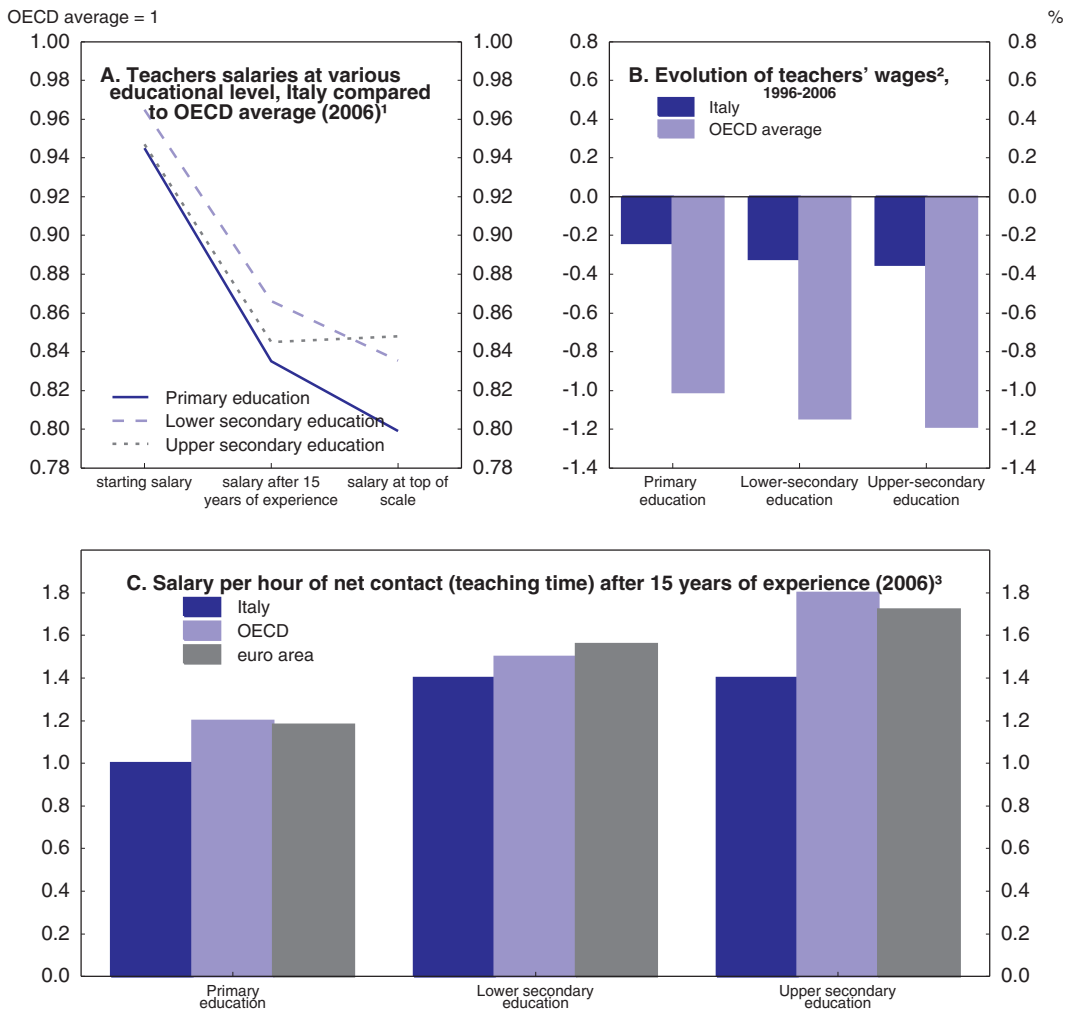 OECD average = 1
A. Teachers salaries at various
educational level, Italy compared
to OECD average (2006)¹
1.00
0.98
0.96
0.94
0.92
0.90
0.88
0.86
0.84
0.82
0.80
0.78
1.00
0.98
0.96
0.94
0.92
0.90
0.88
0.86
0.84
0.82
0.80
0.78
Primary education
Lower secondary education
Upper secondary education
starting salary
salary after 15
years of experience
salary at top of
scale
%
B. Evolution of teachers' wages²,
1996-2006
Italy
OECD average
0.8
0.6
0.4
0.2
0.0
-0.2
-0.4
-0.6
-0.8
-1.0
-1.2
-1.4
0.8
0.6
0.4
0.2
0.0
-0.2
-0.4
-0.6
-0.8
-1.0
-1.2
-1.4
Primary
education
Lower-secondary
education
Upper-secondary
education
C. Salary per hour of net contact (teaching time) after 15 years of experience (2006)³
Italy
OECD
euro area
1.8
1.6
1.4
1.2
1.0
0.8
0.6
0.4
0.2
0.0
1.8
1.6
1.4
1.2
1.0
0.8
0.6
0.4
0.2
0.0
Primary
education
Lower secondary
education
Upper secondary
education